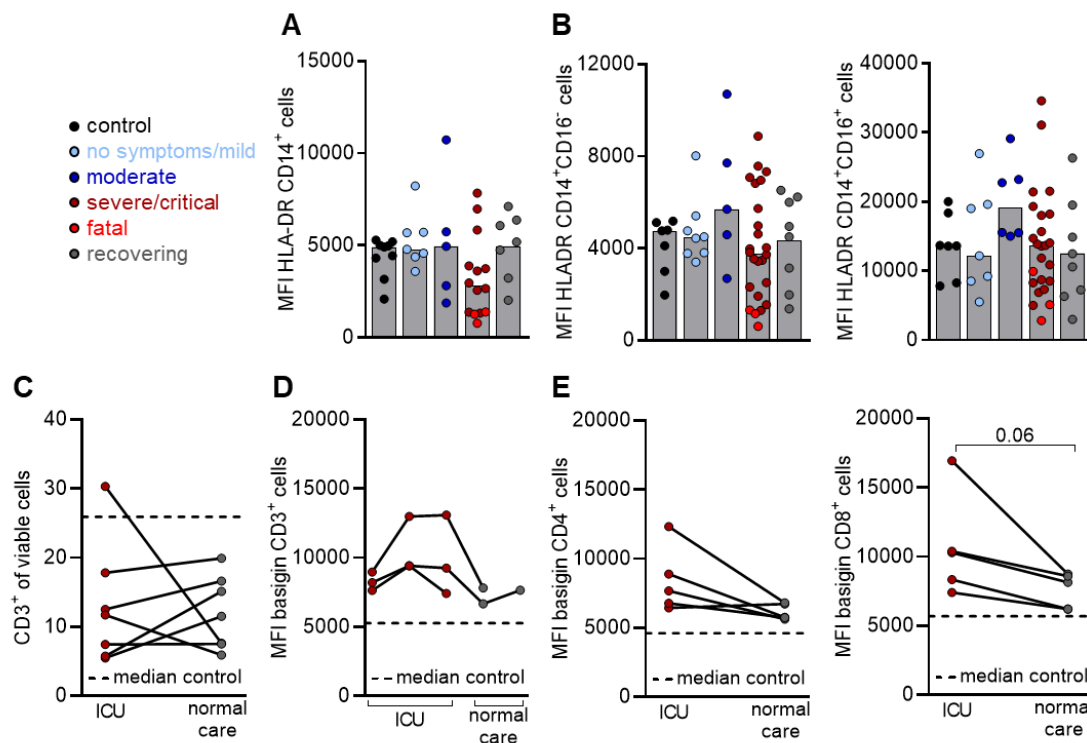 A
B
control
no symptoms/mild
moderate
severe/critical
fatal
recovering
MFI HLA-DR CD14⁺ cells
15000
10000
5000
0
MFI HLADR CD14⁺CD16⁻ cells
12000
8000
4000
0
MFI HLADR CD14⁺CD16⁺ cells
40000
30000
20000
10000
0
C
D
E
CD3⁺ of viable cells
40
30
20
10
0
median control
ICU
normal
care
MFI basigin CD3⁺ cells
20000
15000
10000
5000
0
median control
ICU
normal
care
MFI basigin CD4⁺ cells
20000
15000
10000
5000
0
median control
ICU
normal
care
MFI basigin CD8⁺ cells
20000
15000
10000
5000
0
0.06
median control
ICU
normal
care